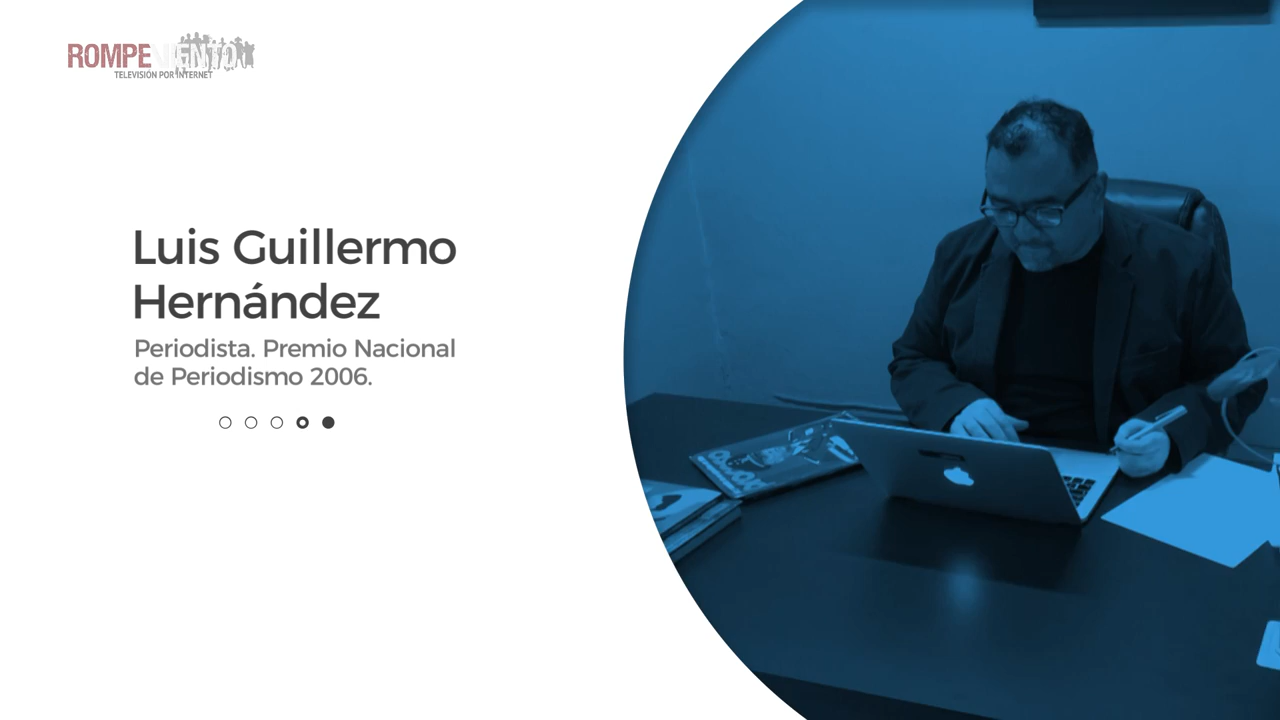 ROMPEVIENTO
TELEVISIÓN POR INTERNET
Luis Guillermo
Hernández
Periodista. Premio Nacional
de Periodismo 2006.